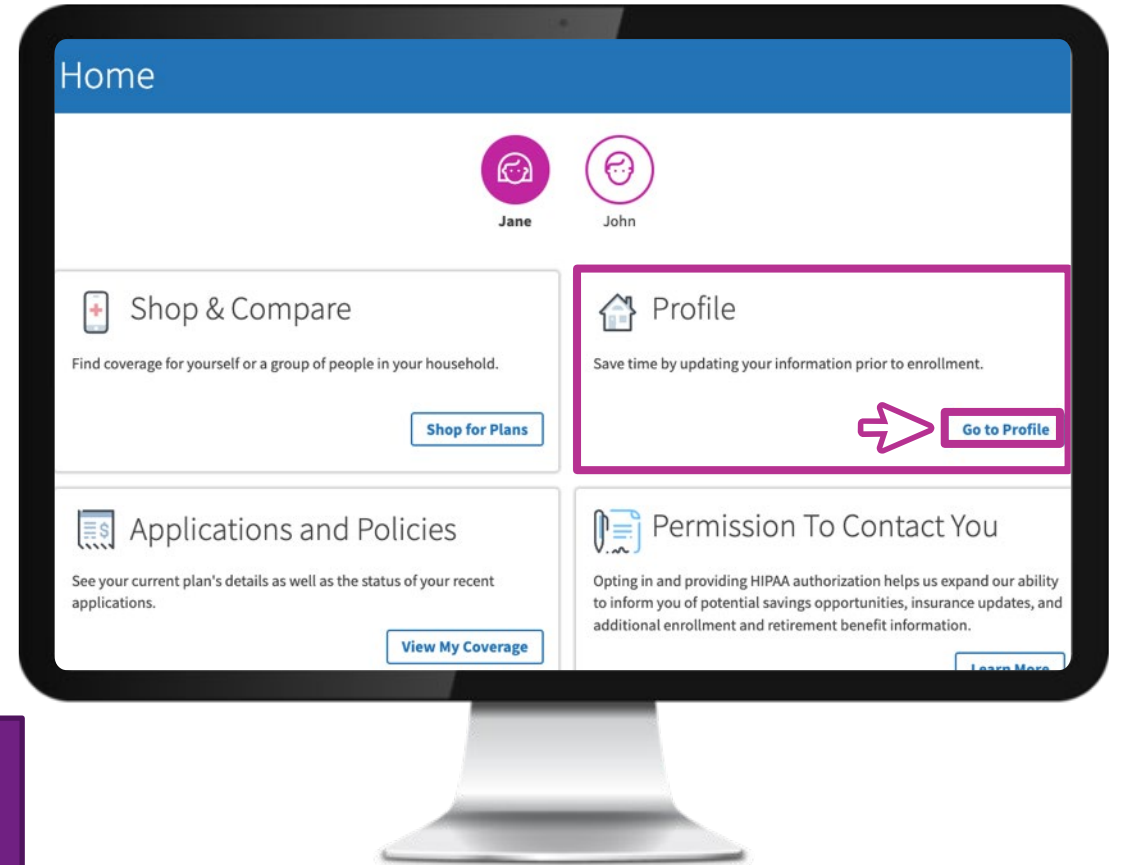 Home
Jane
John
Shop & Compare
Find coverage for yourself or a group of people in your household.
Shop for Plans
Profile
Save time by updating your information prior to enrollment.
Go to Profile
Applications and Policies
See your current plan's details as well as the status of your recent
applications.
View My Coverage
Permission To Contact You
Opting in and providing HIPAA authorization helps us expand our ability
to inform you of potential savings opportunities, insurance updates, and
additional enrollment and retirement benefit information.
Learn More